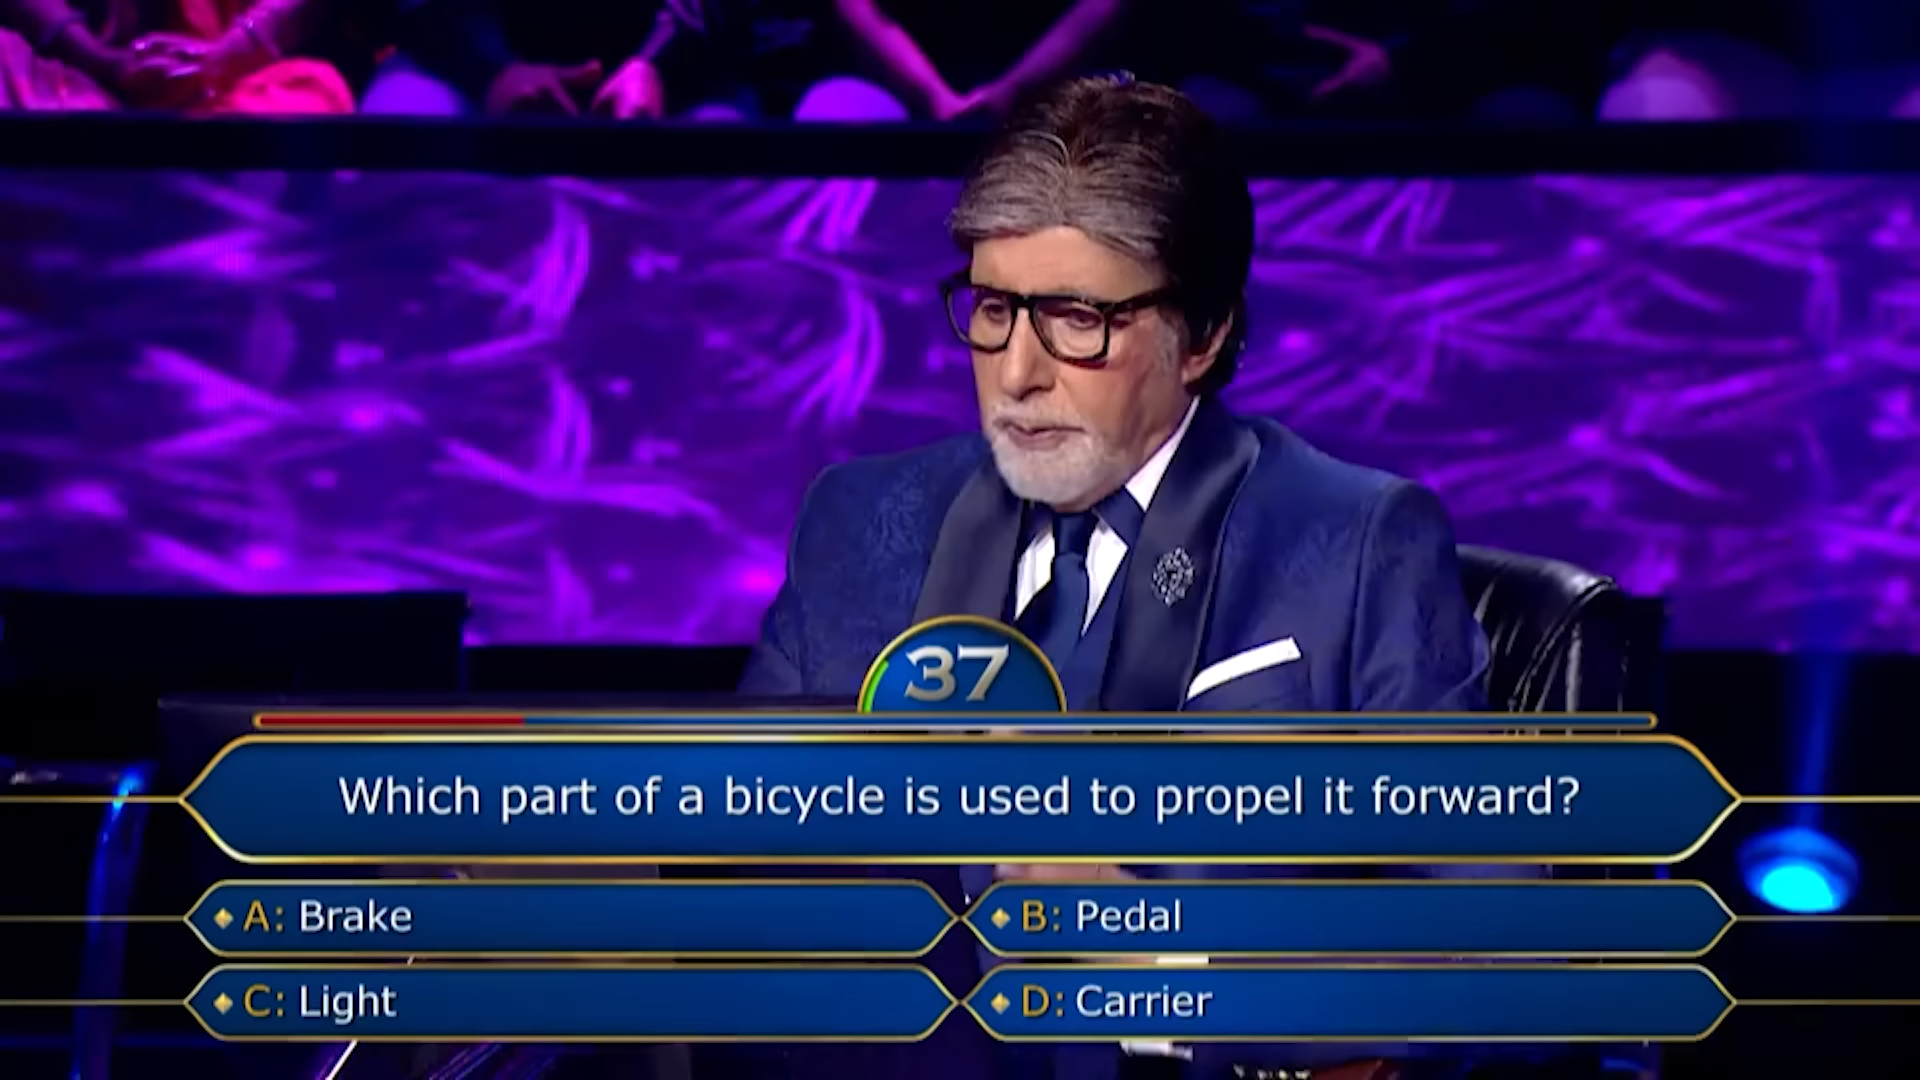 37
Which part of a bicycle is used to propel it forward?
A: Brake
B: Pedal
C: Light
D: Carrier